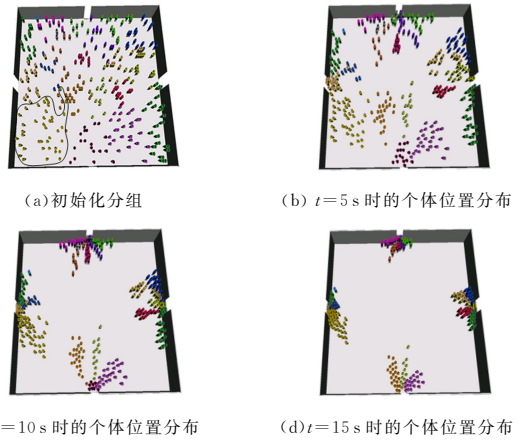 (a)初始化分组
(b) t=5 s 时的个体位置分布
=10 s 时的个体位置分布
(d)t=15 s 时的个体位置分布